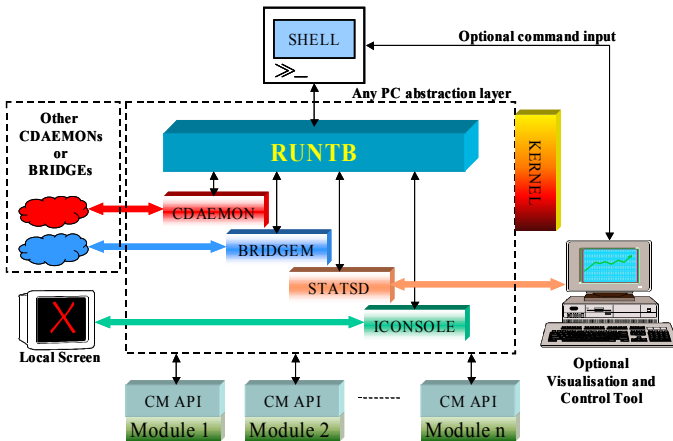 SHELL
≫_
Optional command input
Any PC abstraction layer
Other
CDAEMONs
or
BRIDGEs
RUNTB
KERNEL
CDAEMON
BRIDGEM
STATSD
ICONSOLE
X
Local Screen
Optional
Visualisation and
Control Tool
CM API
CM API
CM API
Module 1
Module 2
Module n